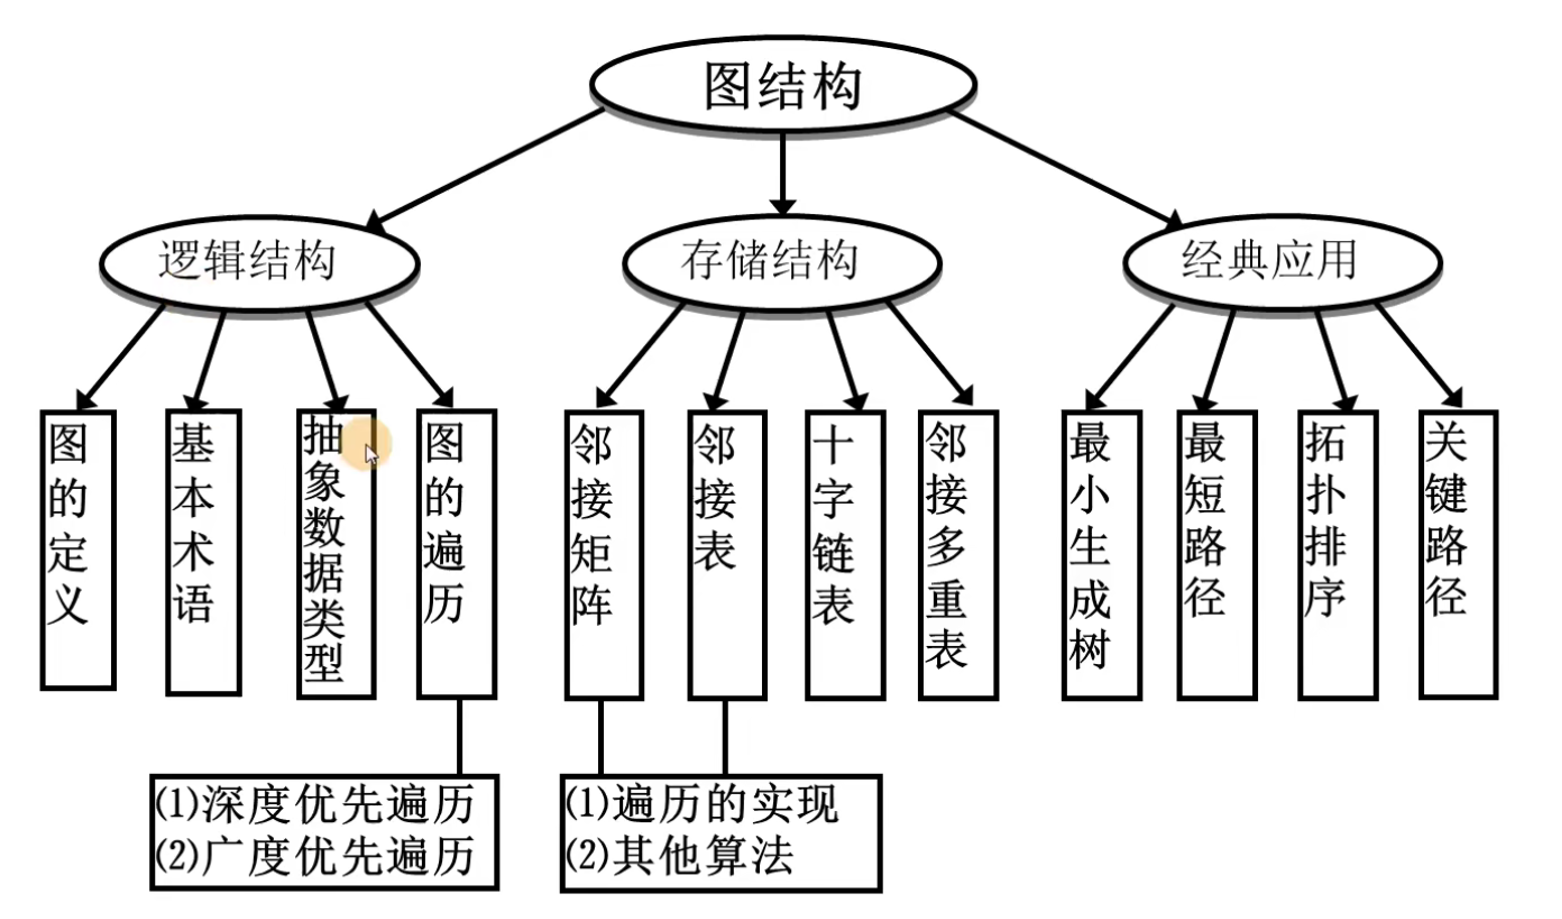 图结构
逻辑结构
存储结构
经典应用
图的定义
基本术语
抽象数据类型
图的遍历
邻接矩阵
邻接表
十字链表
邻接多重表
最小生成树
最短路径
拓扑排序
关键路径
(1)深度优先遍历
(2)广度优先遍历
(1)遍历的实现
(2)其他算法